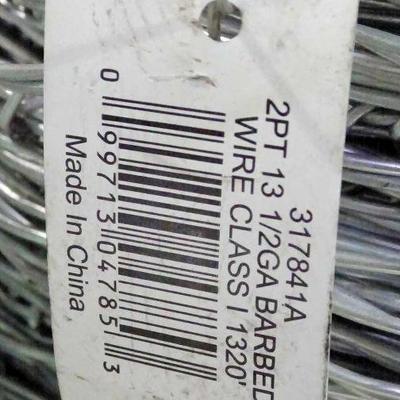 317841A
2PT 13 1/2GA BARBED
WIRE CLASS I 1320'
0 99713 04785 3
Made In China